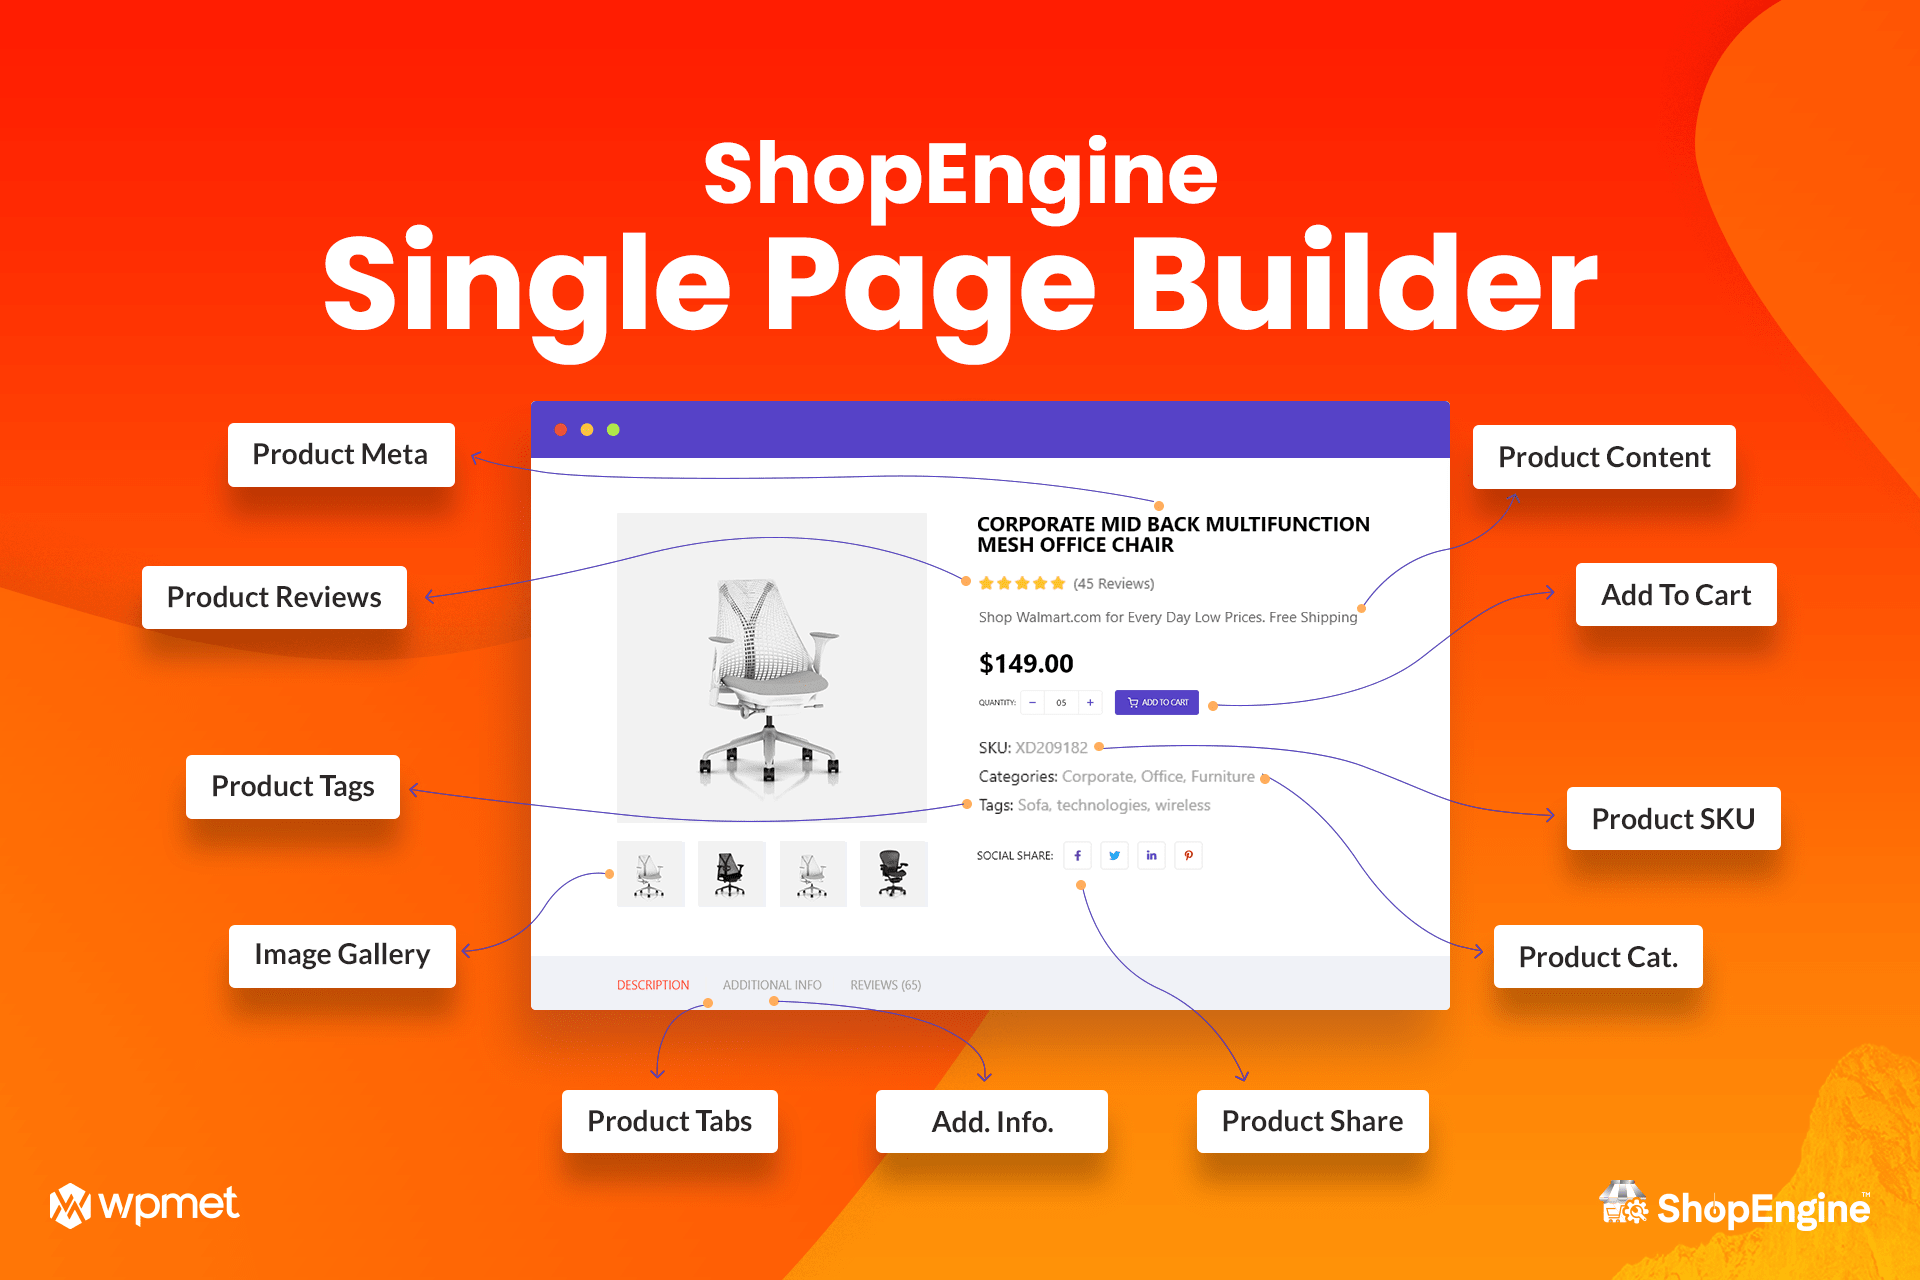 ShopEngine
Single Page Builder
Product Meta
Product Content
CORPORATE MID BACK MULTIFUNCTION
MESH OFFICE CHAIR
Product Reviews
(45 Reviews)
Add To Cart
Shop Walmart.com for Every Day Low Prices. Free Shipping
$149.00
QUANTITY: − 05 + ADD TO CART
SKU: XD209182
Categories: Corporate, Office, Furniture
Product Tags
Tags: Sofa, technologies, wireless
Product SKU
SOCIAL SHARE: f in
Image Gallery
Product Cat.
DESCRIPTION ADDITIONAL INFO REVIEWS (65)
Product Tabs
Add. Info.
Product Share
wpmet
ShopEngine™